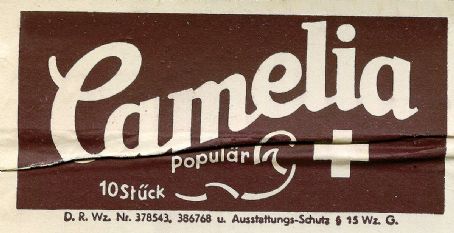 Camelia
populär
10 Stück
D. R. Wz. Nr. 378543, 386768 u. Ausstattungs-Schutz § 15 Wz. G.